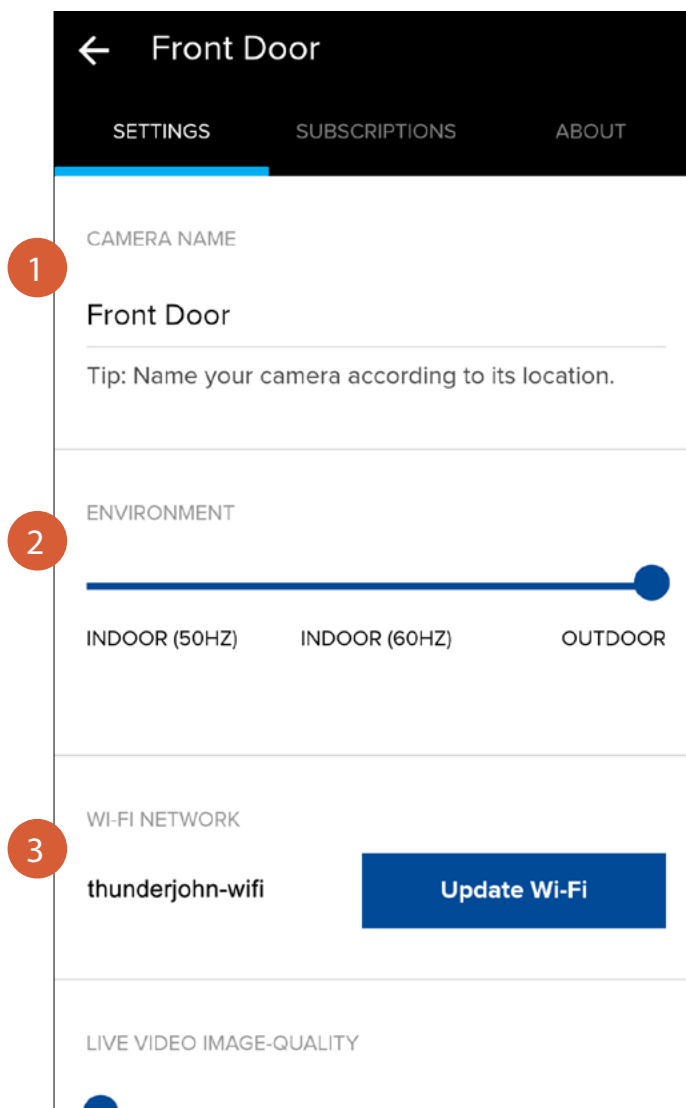 Front Door
SETTINGS SUBSCRIPTIONS ABOUT
CAMERA NAME
1
Front Door
Tip: Name your camera according to its location.
ENVIRONMENT
2
INDOOR (50HZ) INDOOR (60HZ) OUTDOOR
WI-FI NETWORK
3
thunderjohn-wifi Update Wi-Fi
LIVE VIDEO IMAGE-QUALITY